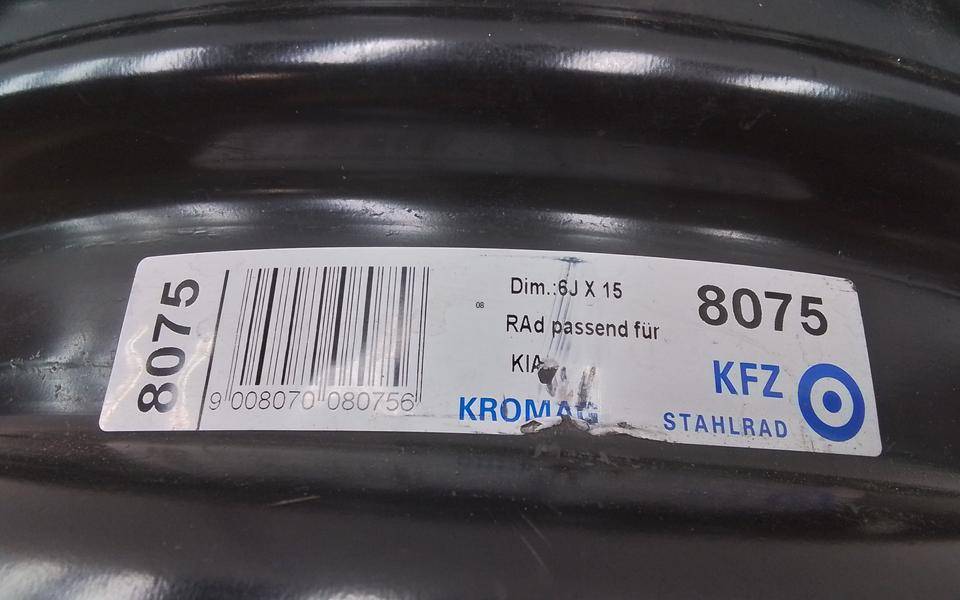 8075
9 008070 080756
08
Dim.:6J X 15
RAd passend für
KIA
KROMAG
8075
KFZ
STAHLRAD